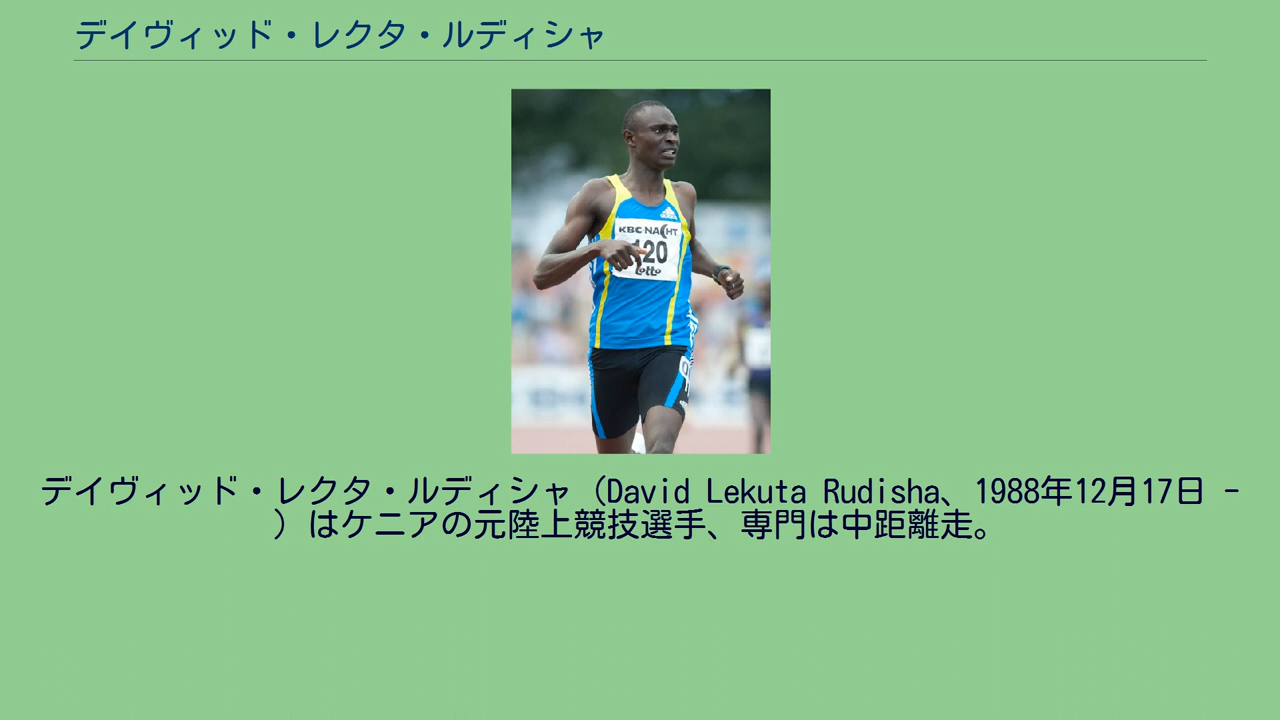 デイヴィッド・レクタ・ルディシャ
KBC NACHT
120
Lotto
デイヴィッド・レクタ・ルディシャ（David Lekuta Rudisha、1988年12月17日 -
）はケニアの元陸上競技選手、専門は中距離走。